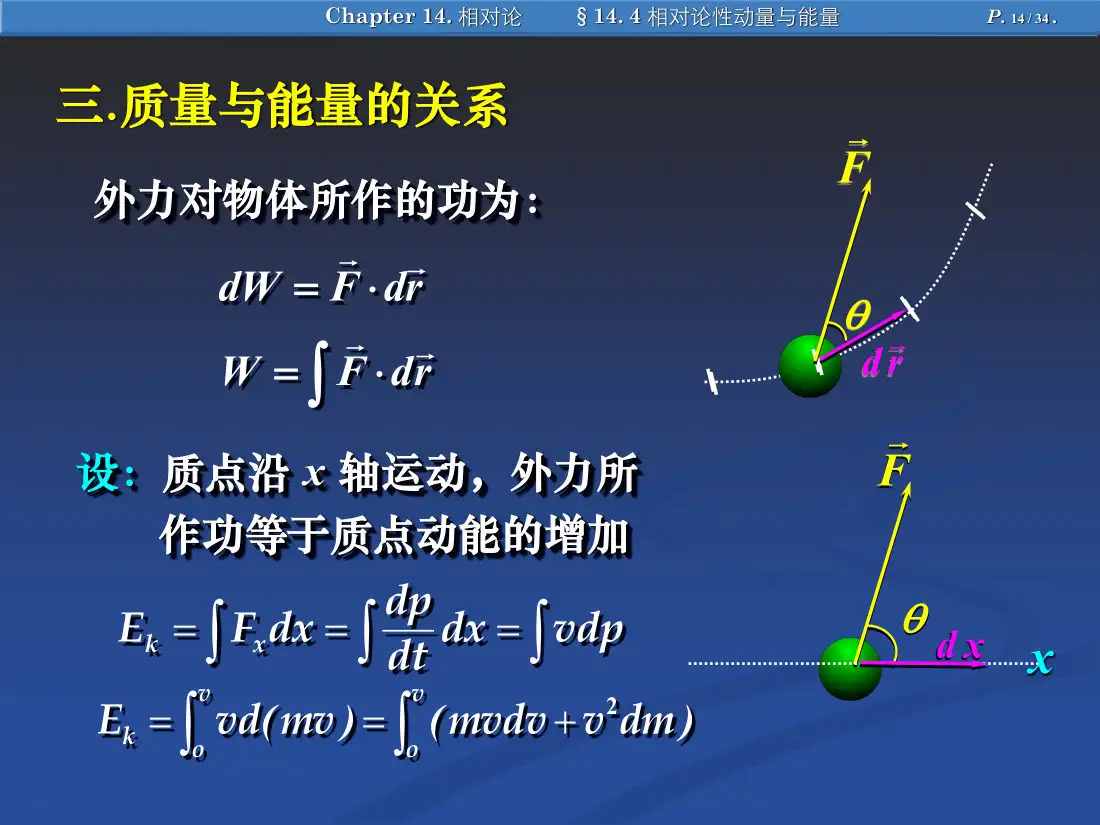 Chapter 14. 相对论 §14.4 相对论性动量与能量 P. 14 / 34 .
三.质量与能量的关系
外力对物体所作的功为:
dW = F⃗ · dr⃗
W = ∫ F⃗ · dr⃗
F⃗
θ
dr⃗
设: 质点沿 x 轴运动，外力所
作功等于质点动能的增加
E_k = ∫ F_x dx = ∫ dp/dt dx = ∫ vdp
E_k = ∫_o^v vd(mv) = ∫_o^v (mvdv + v²dm)
F⃗
θ
dx
x